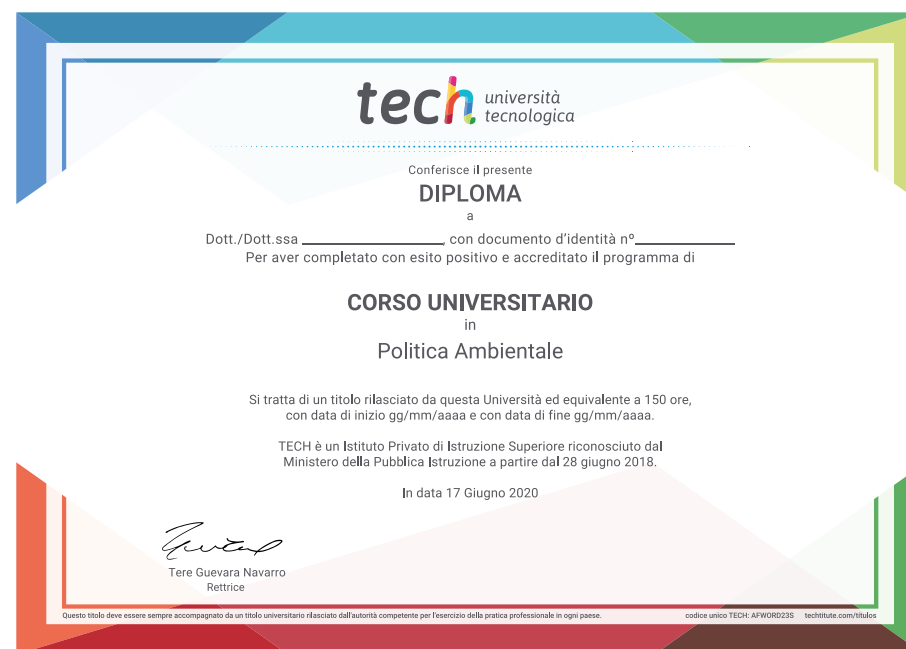 tech università
tecnologica
Conferisce il presente
DIPLOMA
a
Dott./Dott.ssa ____________________, con documento d'identità nº______________
Per aver completato con esito positivo e accreditato il programma di
CORSO UNIVERSITARIO
in
Politica Ambientale
Si tratta di un titolo rilasciato da questa Università ed equivalente a 150 ore,
con data di inizio gg/mm/aaaa e con data di fine gg/mm/aaaa.
TECH è un Istituto Privato di Istruzione Superiore riconosciuto dal
Ministero della Pubblica Istruzione a partire dal 28 giugno 2018.
In data 17 Giugno 2020
Tere Guevara Navarro
Rettrice
Questo titolo deve essere sempre accompagnato da un titolo universitario rilasciato dall'autorità competente per l'esercizio della pratica professionale in ogni paese. codice unico TECH: AFWORD23S techtitute.com/titulos